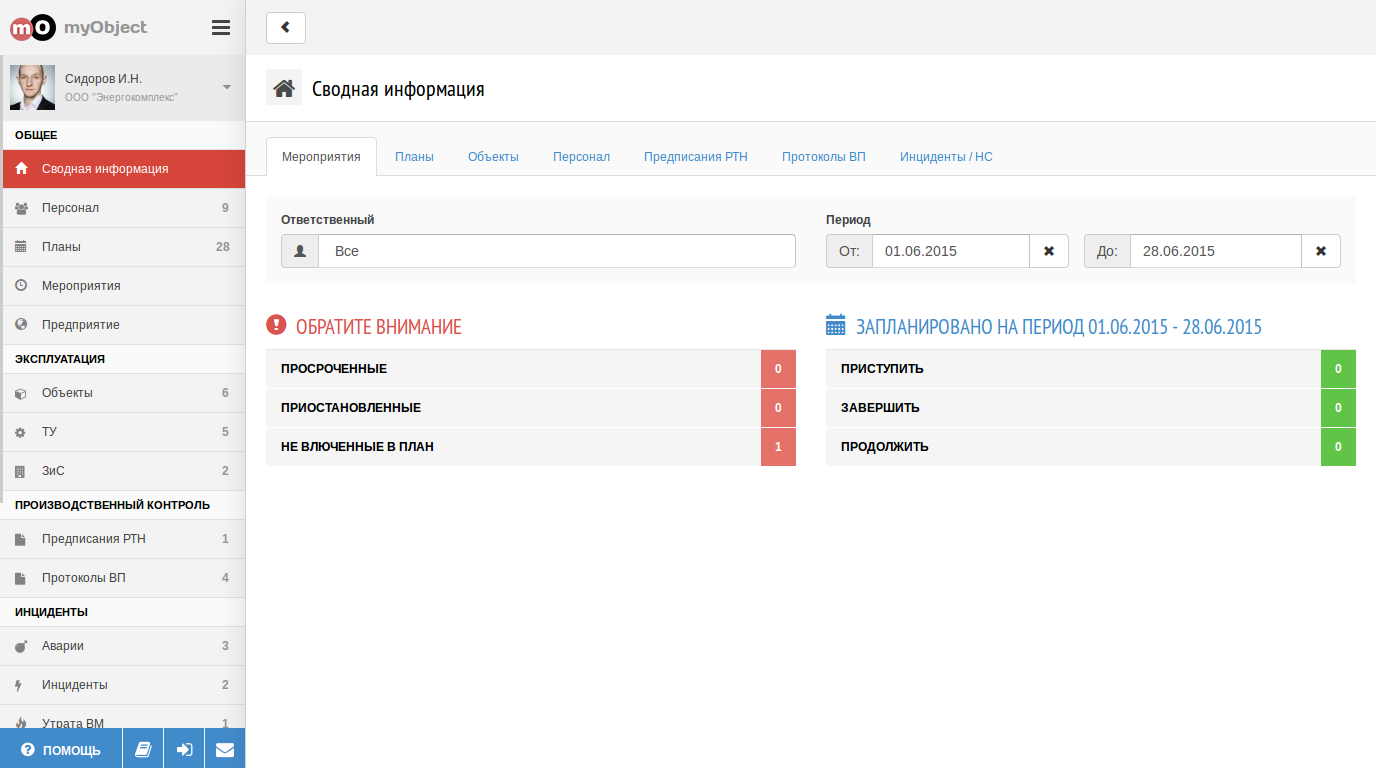 mO myObject
Сидоров И.Н.
ООО "Энергокомплекс"
ОБЩЕЕ
Сводная информация
Персонал 9
Планы 28
Мероприятия
Предприятие
ЭКСПЛУАТАЦИЯ
Объекты 6
ТУ 5
ЗиС 2
ПРОИЗВОДСТВЕННЫЙ КОНТРОЛЬ
Предписания РТН 1
Протоколы ВП 4
ИНЦИДЕНТЫ
Аварии 3
Инциденты 2
Утрата ВМ 1
ПОМОЩЬ
Сводная информация
Мероприятия Планы Объекты Персонал Предписания РТН Протоколы ВП Инциденты / НС
Ответственный
Все
Период
От: 01.06.2015 До: 28.06.2015
ОБРАТИТЕ ВНИМАНИЕ
ПРОСРОЧЕННЫЕ 0
ПРИОСТАНОВЛЕННЫЕ 0
НЕ ВЛЮЧЕННЫЕ В ПЛАН 1
ЗАПЛАНИРОВАНО НА ПЕРИОД 01.06.2015 - 28.06.2015
ПРИСТУПИТЬ 0
ЗАВЕРШИТЬ 0
ПРОДОЛЖИТЬ 0